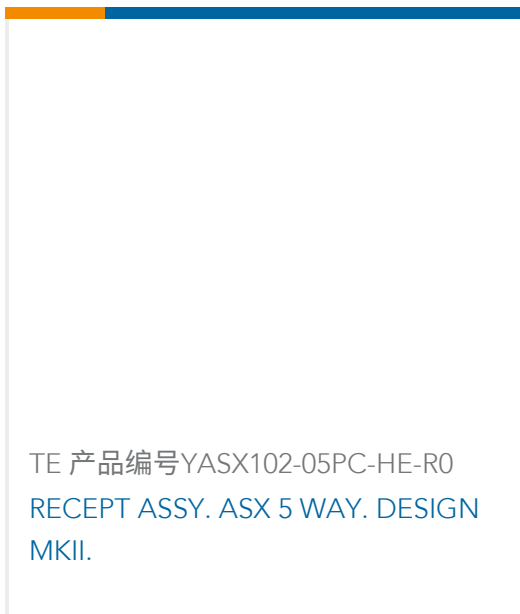 TE 产品编号YASX102-05PC-HE-R0
RECEPT ASSY. ASX 5 WAY. DESIGN
MKII.